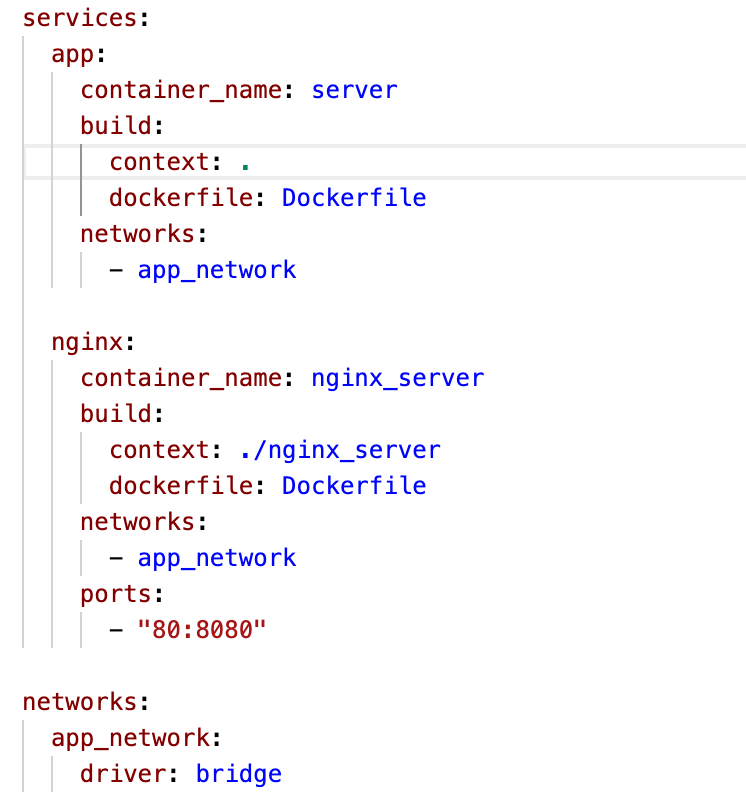 services:
  app:
    container_name: server
    build:
      context: .
      dockerfile: Dockerfile
    networks:
      - app_network

  nginx:
    container_name: nginx_server
    build:
      context: ./nginx_server
      dockerfile: Dockerfile
    networks:
      - app_network
    ports:
      - "80:8080"

networks:
  app_network:
    driver: bridge